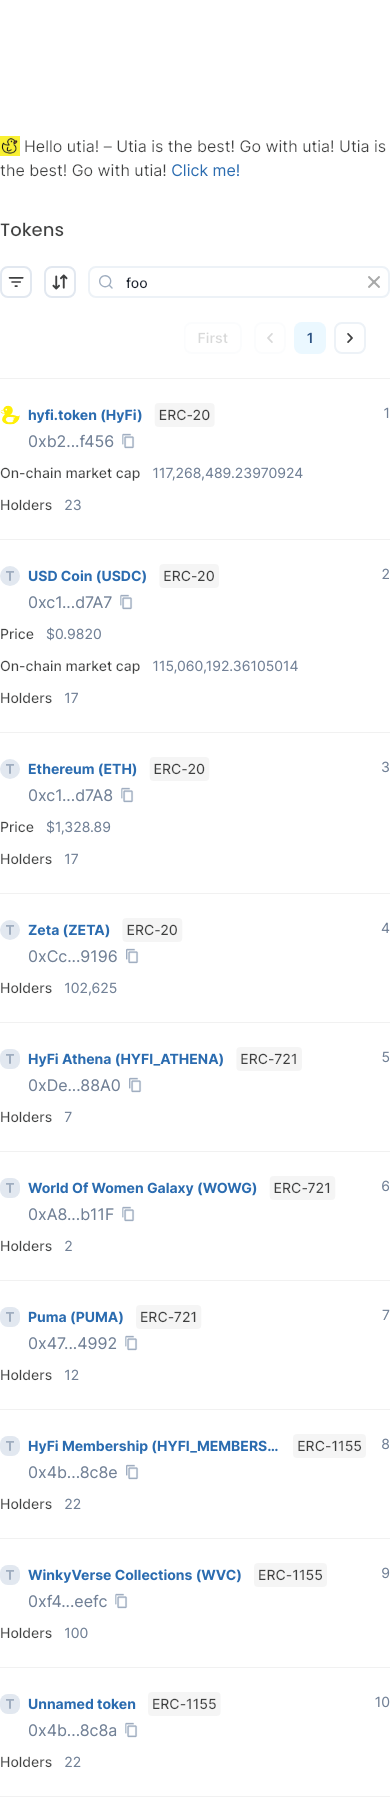 Hello utia! – Utia is the best! Go with utia! Utia is
the best! Go with utia! Click me!
Tokens
foo
First 1
hyfi.token (HyFi) ERC-20 1
0xb2...f456
On-chain market cap 117,268,489.23970924
Holders 23
T USD Coin (USDC) ERC-20 2
0xc1...d7A7
Price $0.9820
On-chain market cap 115,060,192.36105014
Holders 17
T Ethereum (ETH) ERC-20 3
0xc1...d7A8
Price $1,328.89
Holders 17
T Zeta (ZETA) ERC-20 4
0xCc...9196
Holders 102,625
T HyFi Athena (HYFI_ATHENA) ERC-721 5
0xDe...88A0
Holders 7
T World Of Women Galaxy (WOWG) ERC-721 6
0xA8...b11F
Holders 2
T Puma (PUMA) ERC-721 7
0x47...4992
Holders 12
T HyFi Membership (HYFI_MEMBERS... ERC-1155 8
0x4b...8c8e
Holders 22
T WinkyVerse Collections (WVC) ERC-1155 9
0xf4...eefc
Holders 100
T Unnamed token ERC-1155 10
0x4b...8c8a
Holders 22